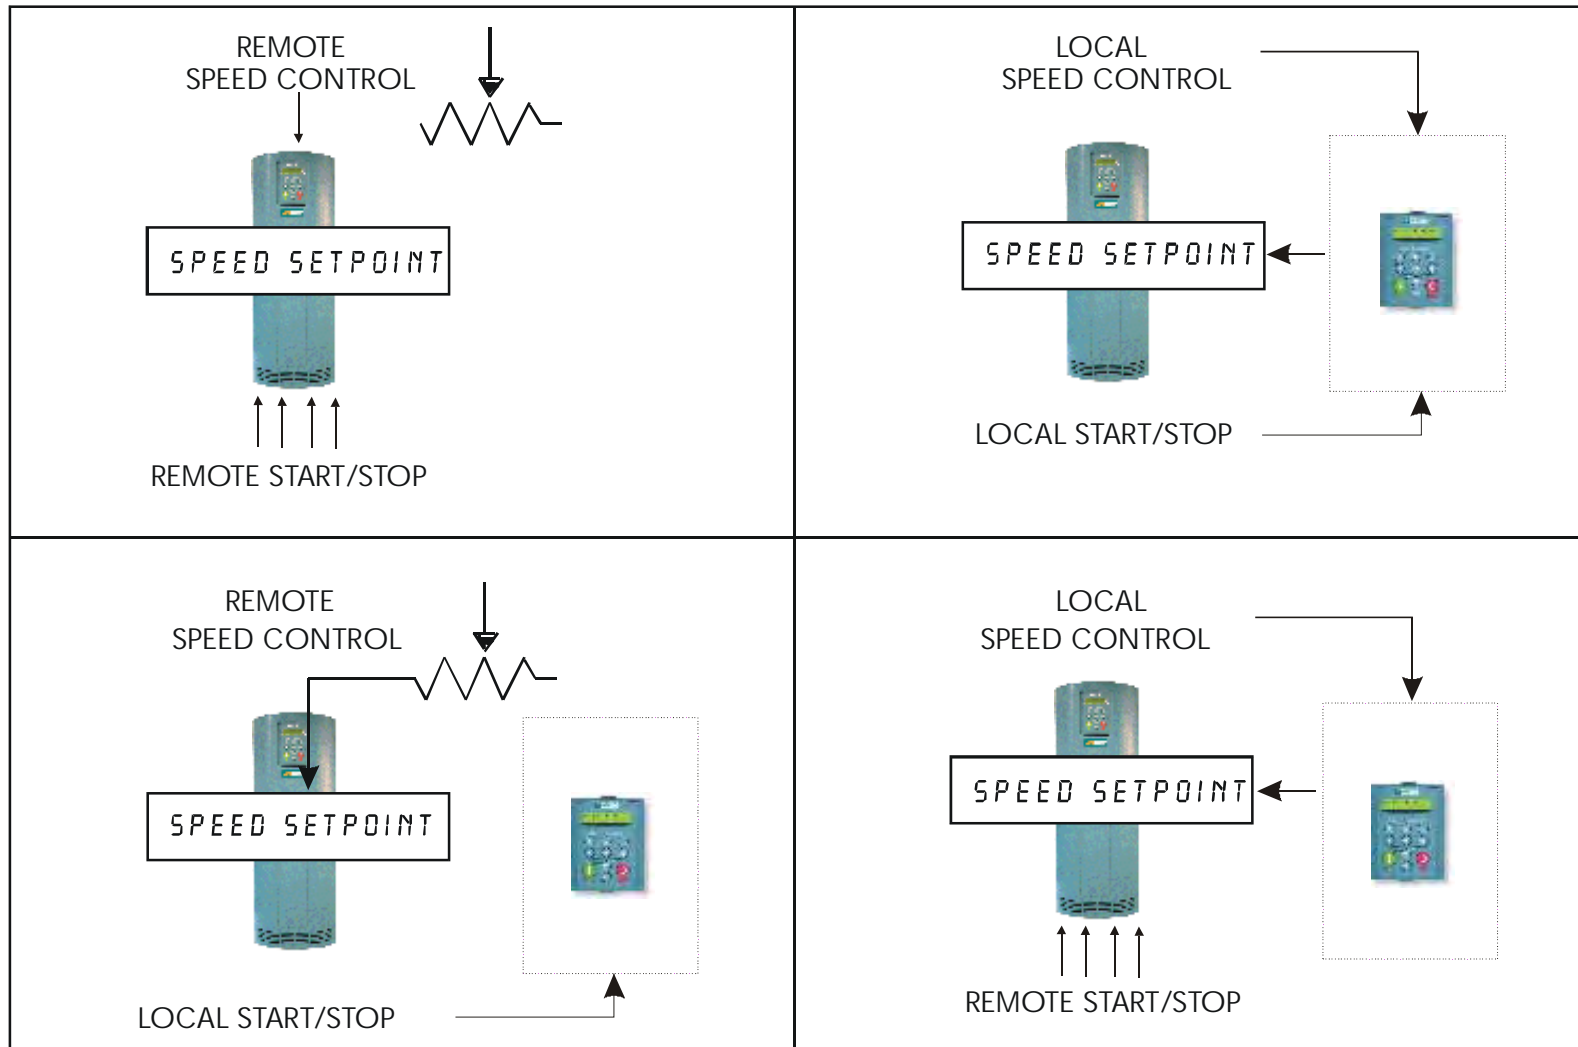 REMOTE
SPEED CONTROL
SPEED SETPOINT
REMOTE START/STOP
LOCAL
SPEED CONTROL
SPEED SETPOINT
LOCAL START/STOP
REMOTE
SPEED CONTROL
SPEED SETPOINT
LOCAL START/STOP
LOCAL
SPEED CONTROL
SPEED SETPOINT
REMOTE START/STOP